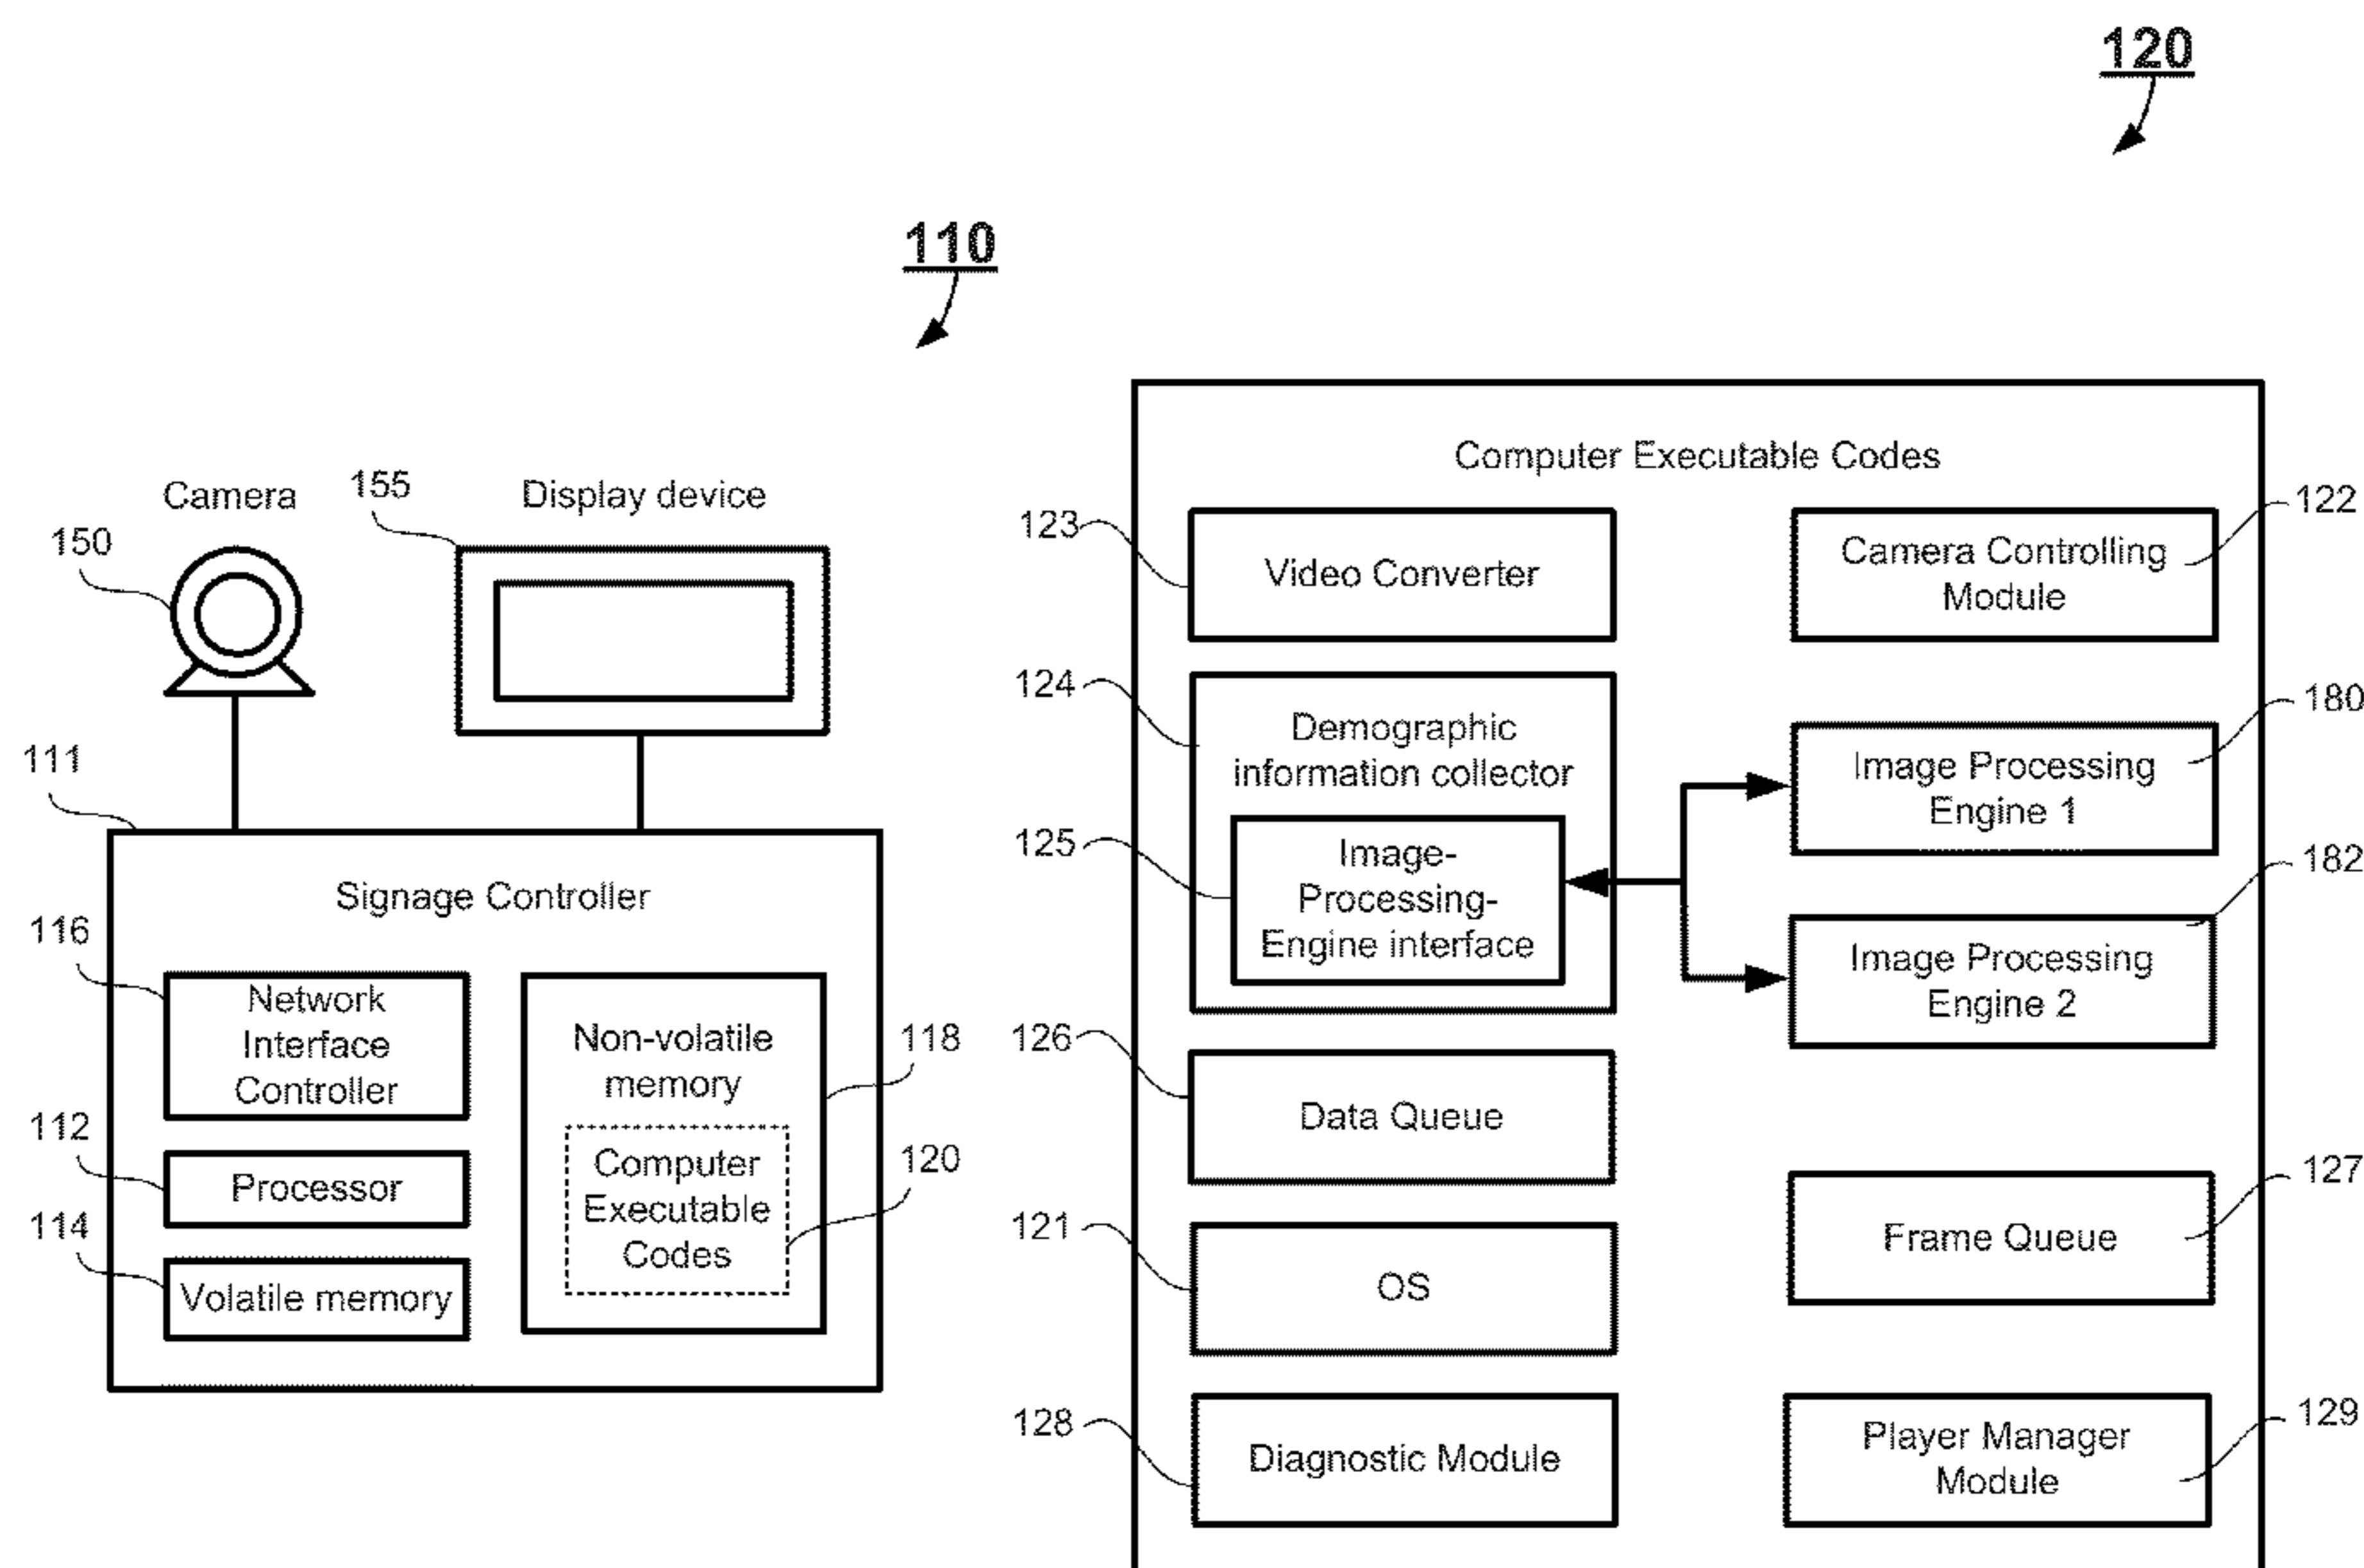 120
110
Camera
155
Display device
150
111
Signage Controller
116
Network
Interface
Controller
Non-volatile
memory
118
112
Processor
Computer
Executable
Codes
120
114
Volatile memory
Computer Executable Codes
123
Video Converter
Camera Controlling
Module
122
124
Demographic
information collector
180
Image Processing
Engine 1
125
Image-
Processing-
Engine interface
182
Image Processing
Engine 2
126
Data Queue
127
Frame Queue
121
OS
128
Diagnostic Module
Player Manager
Module
129